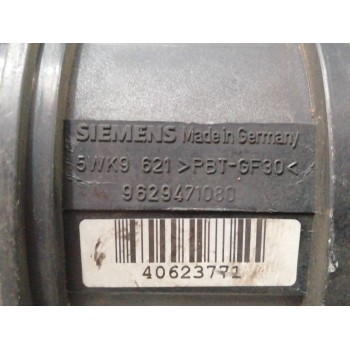 SIEMENS Made in Germany
5WK9 621 >PBT-GF30<
9629471080
40623771